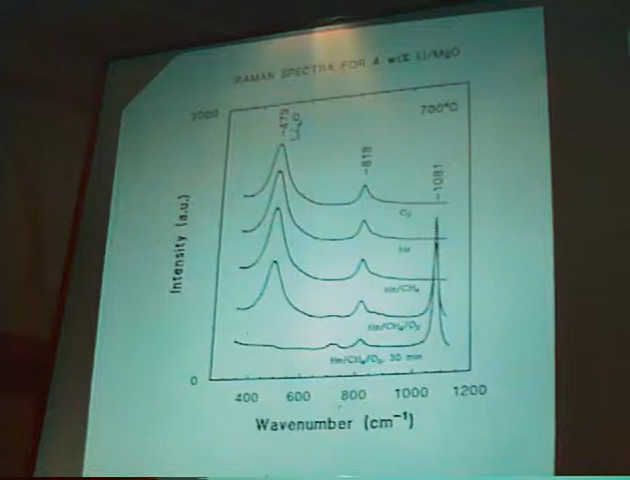 RAMAN SPECTRA FOR 4 wt% Li/MgO
700°C
~479
Li₂O
~818
~1081
O₂
He
He/CH₄
He/CH₄/O₂
He/CH₄/O₂, 30 min
Intensity (a.u.)
0
400 600 800 1000 1200
Wavenumber (cm⁻¹)